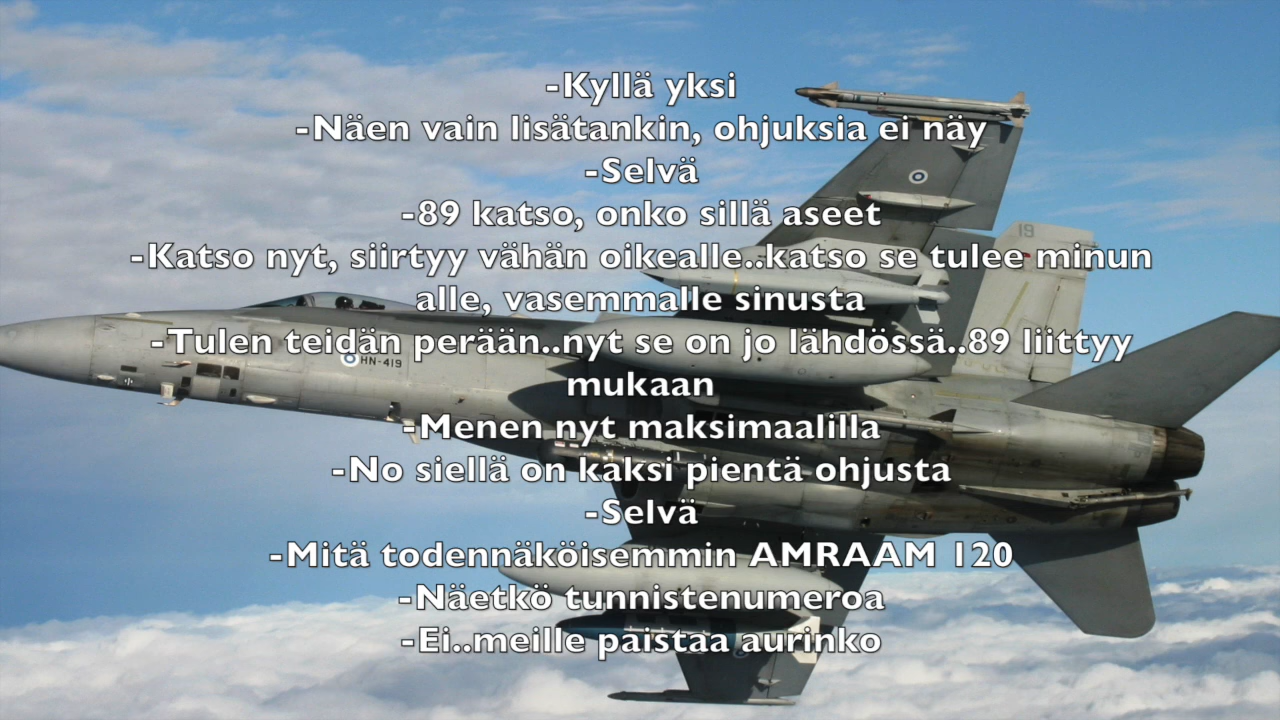 -Kyllä yksi
-Näen vain lisätankin, ohjuksia ei näy
-Selvä
-89 katso, onko sillä aseet
-Katso nyt, siirtyy vähän oikealle..katso se tulee minun
alle, vasemmalle sinusta
-Tulen teidän perään..nyt se on jo lähdössä..89 liittyy
mukaan
-Menen nyt maksimaalilla
-No siellä on kaksi pientä ohjusta
-Selvä
-Mitä todennäköisemmin AMRAAM 120
-Näetkö tunnistenumeroa
-Ei..meille paistaa aurinko
19
HN-419